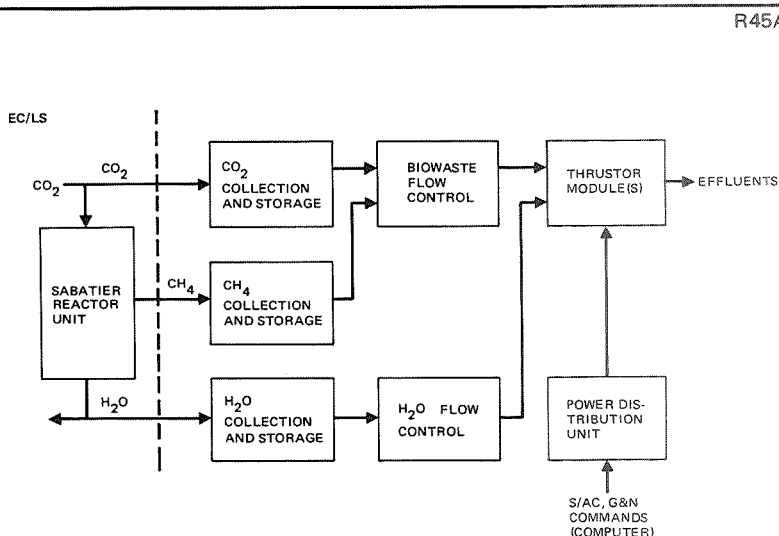 R45A
EC/LS
CO2
CO2
CO2
COLLECTION
AND STORAGE
BIOWASTE
FLOW
CONTROL
THRUSTOR
MODULE(S)
EFFLUENTS
SABATIER
REACTOR
UNIT
CH4
CH4
COLLECTION
AND STORAGE
H2O
H2O
COLLECTION
AND STORAGE
H2O FLOW
CONTROL
POWER DIS-
TRIBUTION
UNIT
S/AC, G&N
COMMANDS
(COMPUTER)